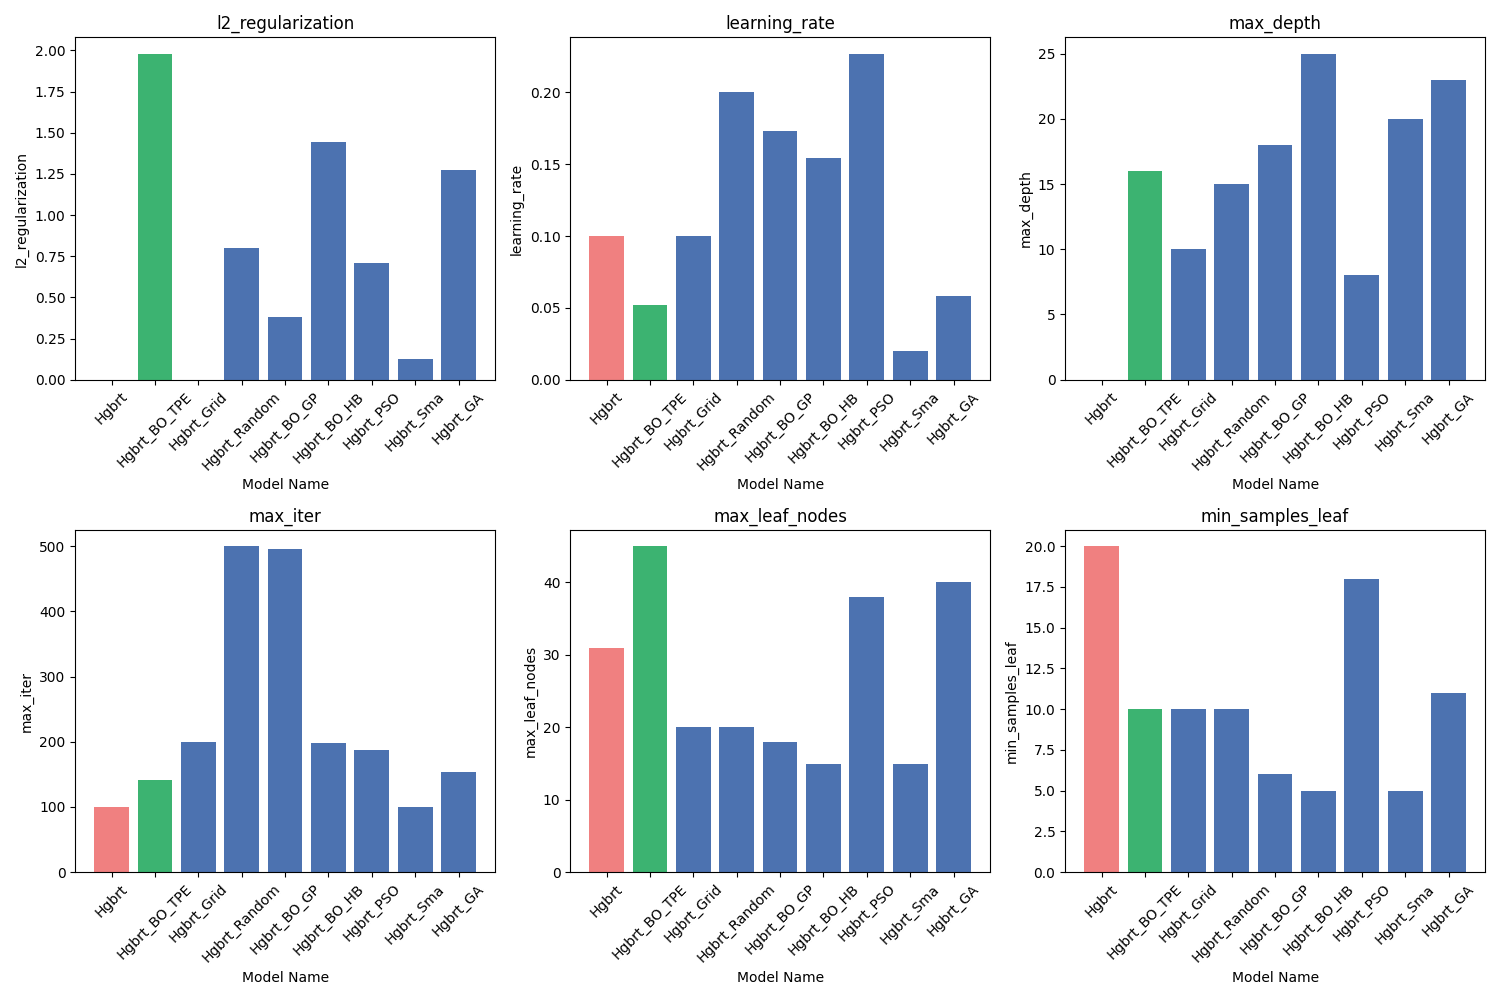 l2_regularization
l2_regularization
2.00
1.75
1.50
1.25
1.00
0.75
0.50
0.25
0.00
Hgbrt
Hgbrt_BO_TPE
Hgbrt_Grid
Hgbrt_Random
Hgbrt_BO_GP
Hgbrt_BO_HB
Hgbrt_PSO
Hgbrt_Sma
Hgbrt_GA
Model Name
learning_rate
learning_rate
0.20
0.15
0.10
0.05
0.00
Hgbrt
Hgbrt_BO_TPE
Hgbrt_Grid
Hgbrt_Random
Hgbrt_BO_GP
Hgbrt_BO_HB
Hgbrt_PSO
Hgbrt_Sma
Hgbrt_GA
Model Name
max_depth
max_depth
25
20
15
10
5
0
Hgbrt
Hgbrt_BO_TPE
Hgbrt_Grid
Hgbrt_Random
Hgbrt_BO_GP
Hgbrt_BO_HB
Hgbrt_PSO
Hgbrt_Sma
Hgbrt_GA
Model Name
max_iter
max_iter
500
400
300
200
100
0
Hgbrt
Hgbrt_BO_TPE
Hgbrt_Grid
Hgbrt_Random
Hgbrt_BO_GP
Hgbrt_BO_HB
Hgbrt_PSO
Hgbrt_Sma
Hgbrt_GA
Model Name
max_leaf_nodes
max_leaf_nodes
40
30
20
10
0
Hgbrt
Hgbrt_BO_TPE
Hgbrt_Grid
Hgbrt_Random
Hgbrt_BO_GP
Hgbrt_BO_HB
Hgbrt_PSO
Hgbrt_Sma
Hgbrt_GA
Model Name
min_samples_leaf
min_samples_leaf
20.0
17.5
15.0
12.5
10.0
7.5
5.0
2.5
0.0
Hgbrt
Hgbrt_BO_TPE
Hgbrt_Grid
Hgbrt_Random
Hgbrt_BO_GP
Hgbrt_BO_HB
Hgbrt_PSO
Hgbrt_Sma
Hgbrt_GA
Model Name